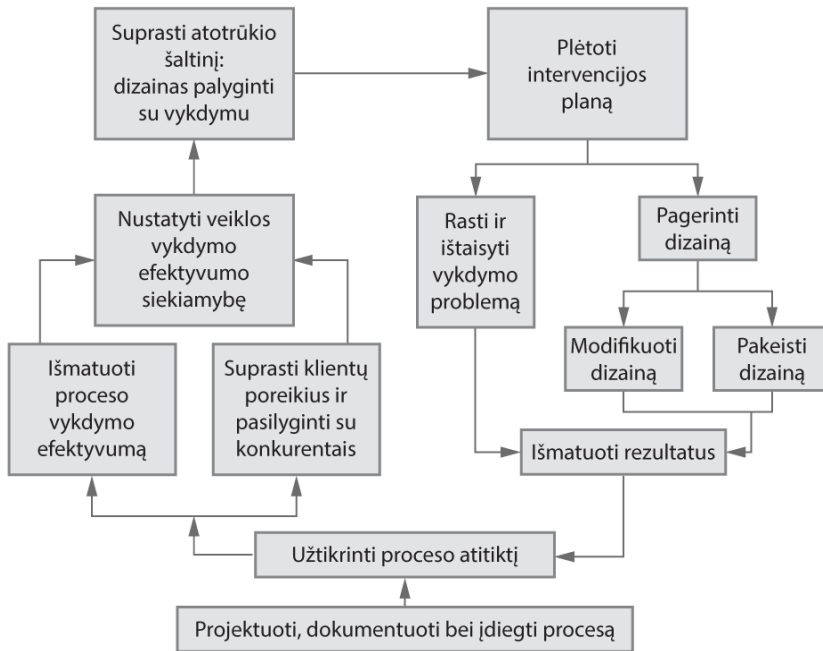 Suprasti atotrūkio
šaltinį:
dizainas palyginti
su vykdymu
Plėtoti
intervencijos
planą
Nustatyti veiklos
vykdymo
efektyvumo
siekiamybę
Rasti ir
ištaisyti
vykdymo
problemą
Pagerinti
dizainą
Modifikuoti
dizainą
Pakeisti
dizainą
Išmatuoti
proceso
vykdymo
efektyvumą
Suprasti klientų
poreikius ir
pasilyginti su
konkurentais
Išmatuoti rezultatus
Užtikrinti proceso atitiktį
Projektuoti, dokumentuoti bei įdiegti procesą